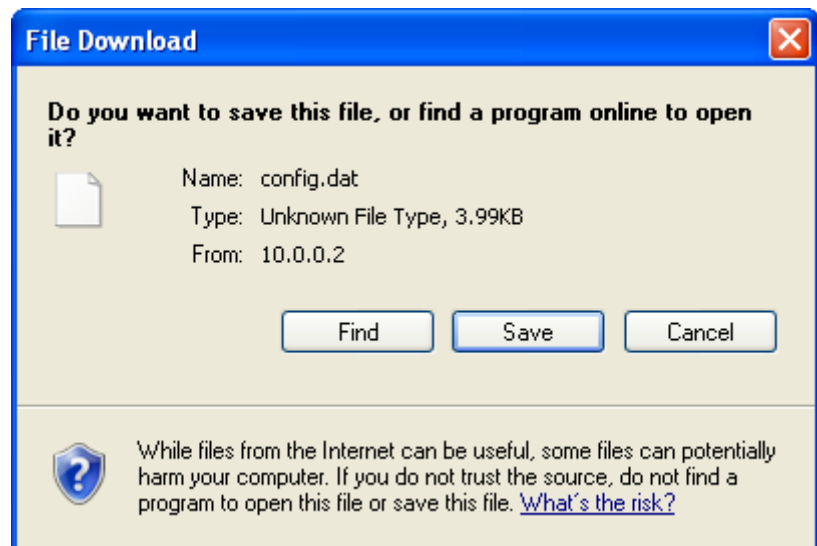 File Download
Do you want to save this file, or find a program online to open
it?
Name: config.dat
Type: Unknown File Type, 3.99KB
From: 10.0.0.2
Find Save Cancel
While files from the Internet can be useful, some files can potentially
harm your computer. If you do not trust the source, do not find a
program to open this file or save this file. What's the risk?